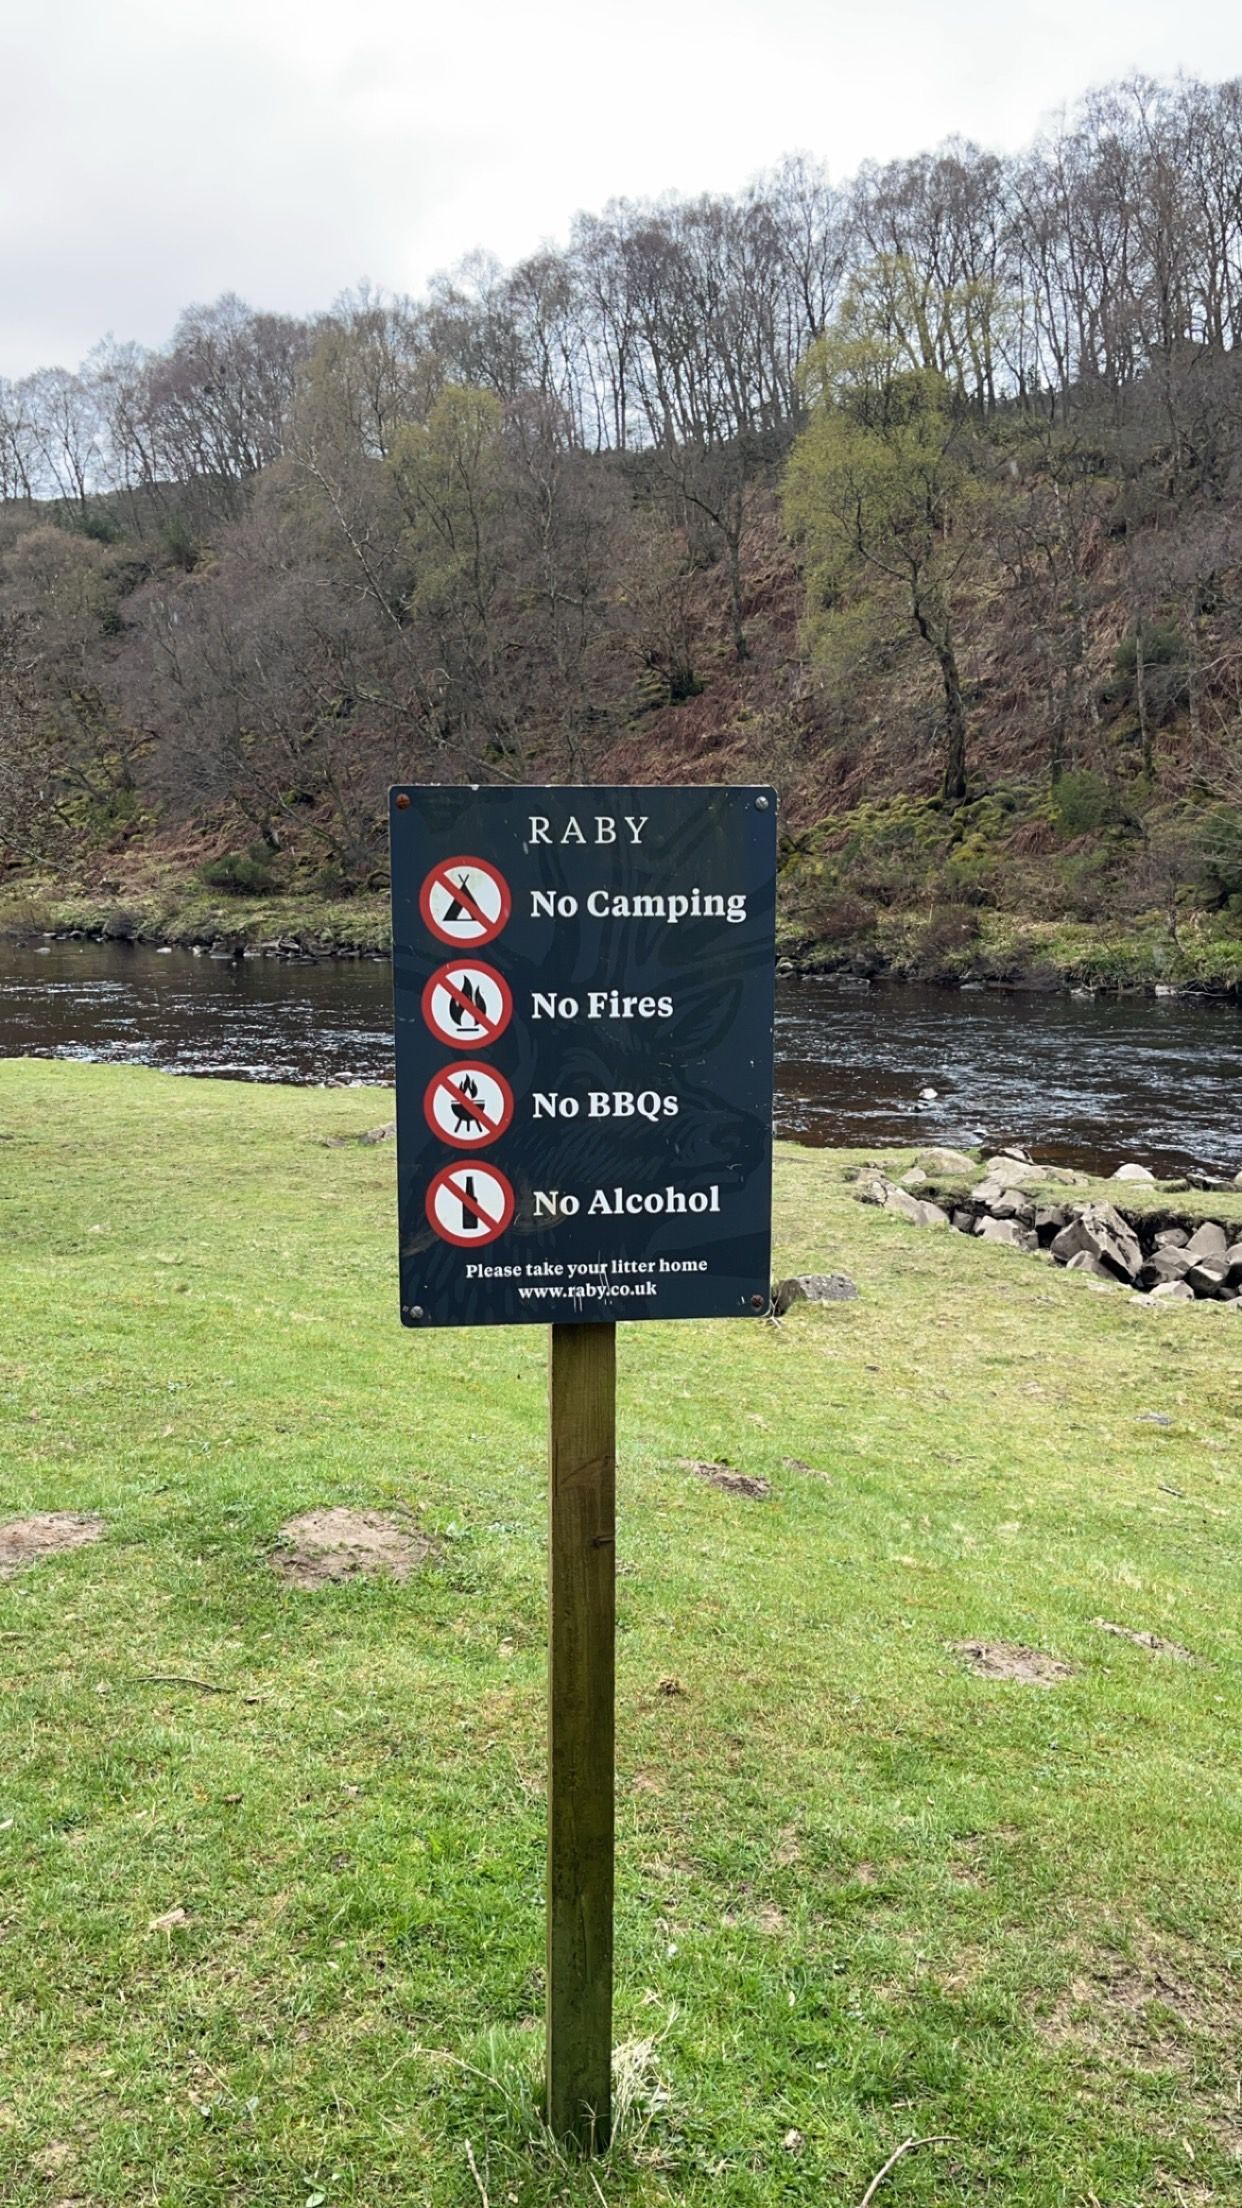 RABY
No Camping
No Fires
No BBQs
No Alcohol
Please take your litter home
www.raby.co.uk